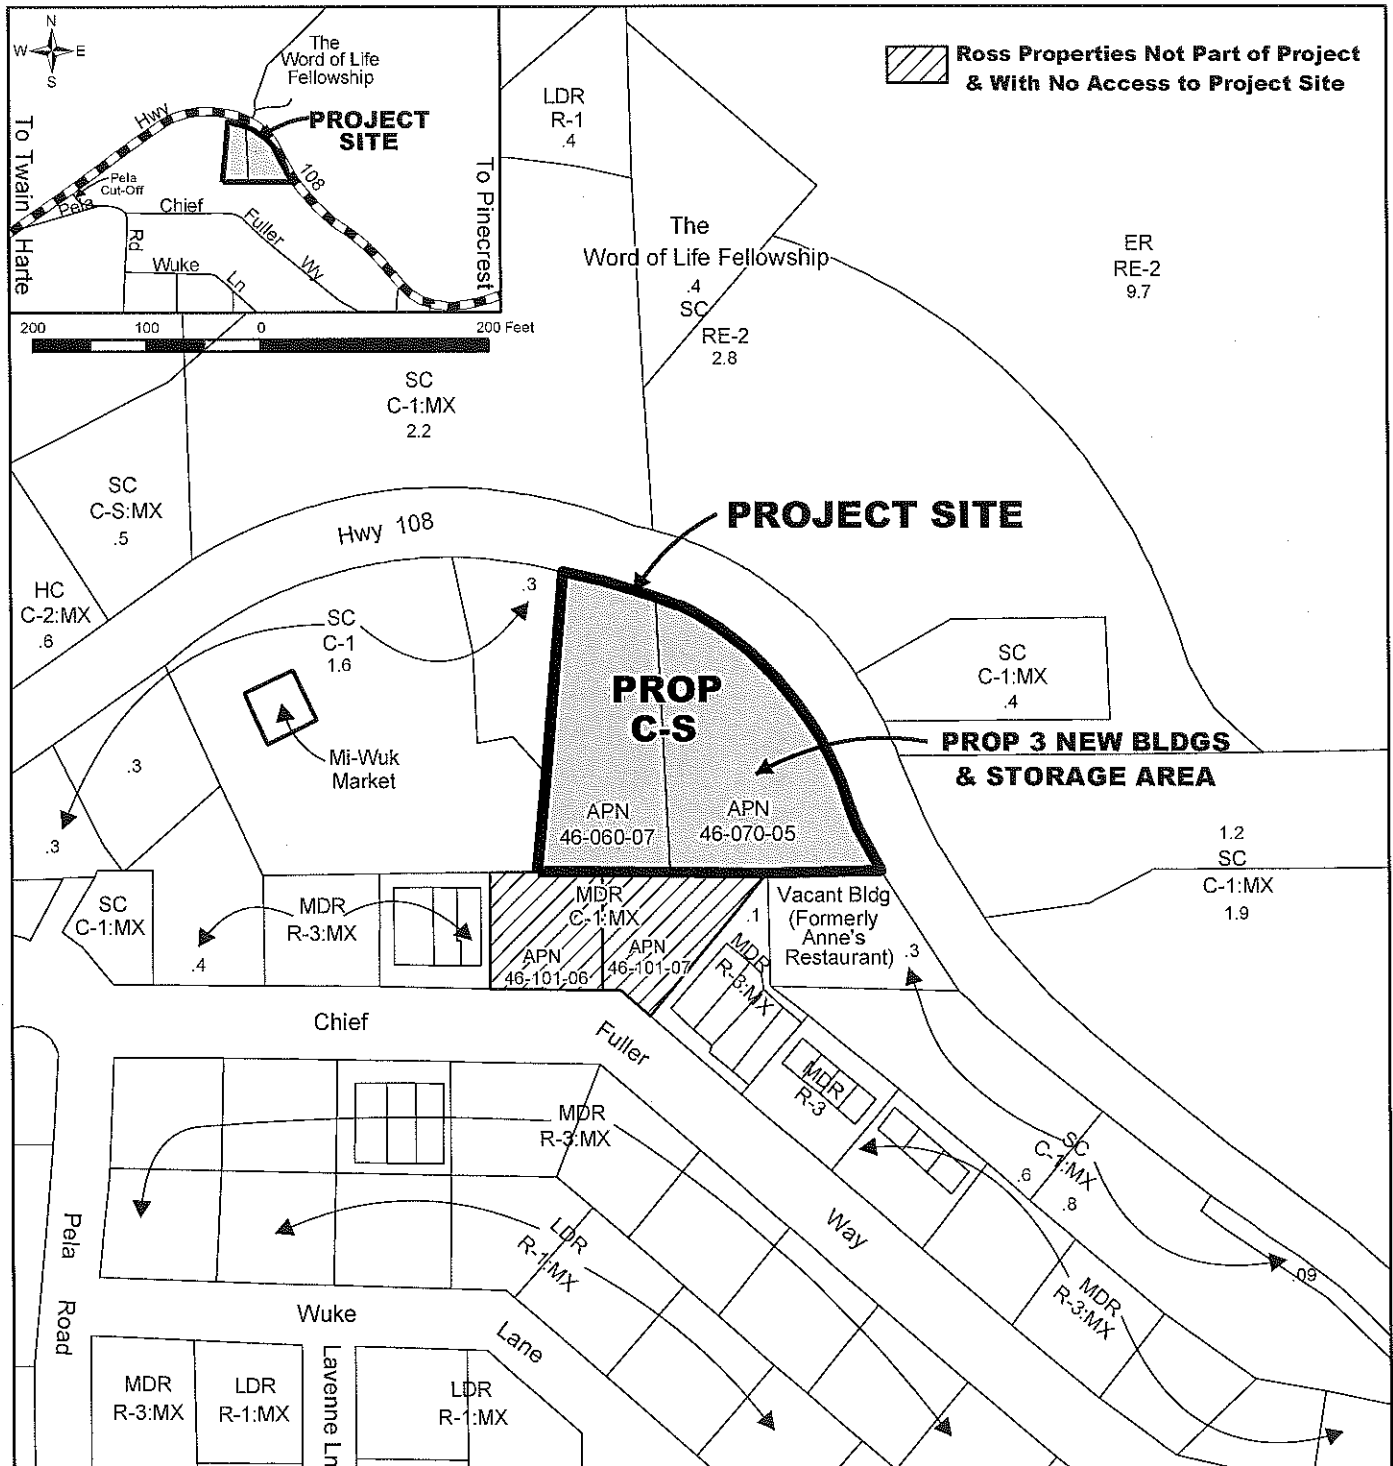 N
W E
S
The
Word of Life
Fellowship
Hwy
PROJECT
SITE
108
To Twain Harte
To Pinecrest
Pela
Cut-Off
Pela
Rd
Chief
Fuller
Wy
Wuke
Ln
200 100 0 200 Feet
Ross Properties Not Part of Project
& With No Access to Project Site
LDR
R-1
.4
The
Word of Life Fellowship
.4
SC
RE-2
2.8
ER
RE-2
9.7
SC
C-1:MX
2.2
SC
C-S:MX
.5
HC
C-2:MX
.6
Hwy 108
PROJECT SITE
.3
SC
C-1
1.6
SC
C-1:MX
.4
PROP
C-S
PROP 3 NEW BLDGS
& STORAGE AREA
Mi-Wuk
Market
.3
.3
APN
46-060-07
APN
46-070-05
1.2
SC
C-1:MX
1.9
SC
C-1:MX
MDR
R-3:MX
.4
MDR
C-1:MX
APN
46-101-06
APN
46-101-07
.1
MDR
R-3:MX
Vacant Bldg
(Formerly
Anne's
Restaurant)
.3
Chief
Fuller
Way
MDR
R-3
MDR
R-3:MX
SC
C-1:MX
.6
.8
LDR
R-1:MX
.09
MDR
R-3:MX
Pela
Road
Wuke
Lane
MDR
R-3:MX
LDR
R-1:MX
Lavenne Ln
LDR
R-1:MX